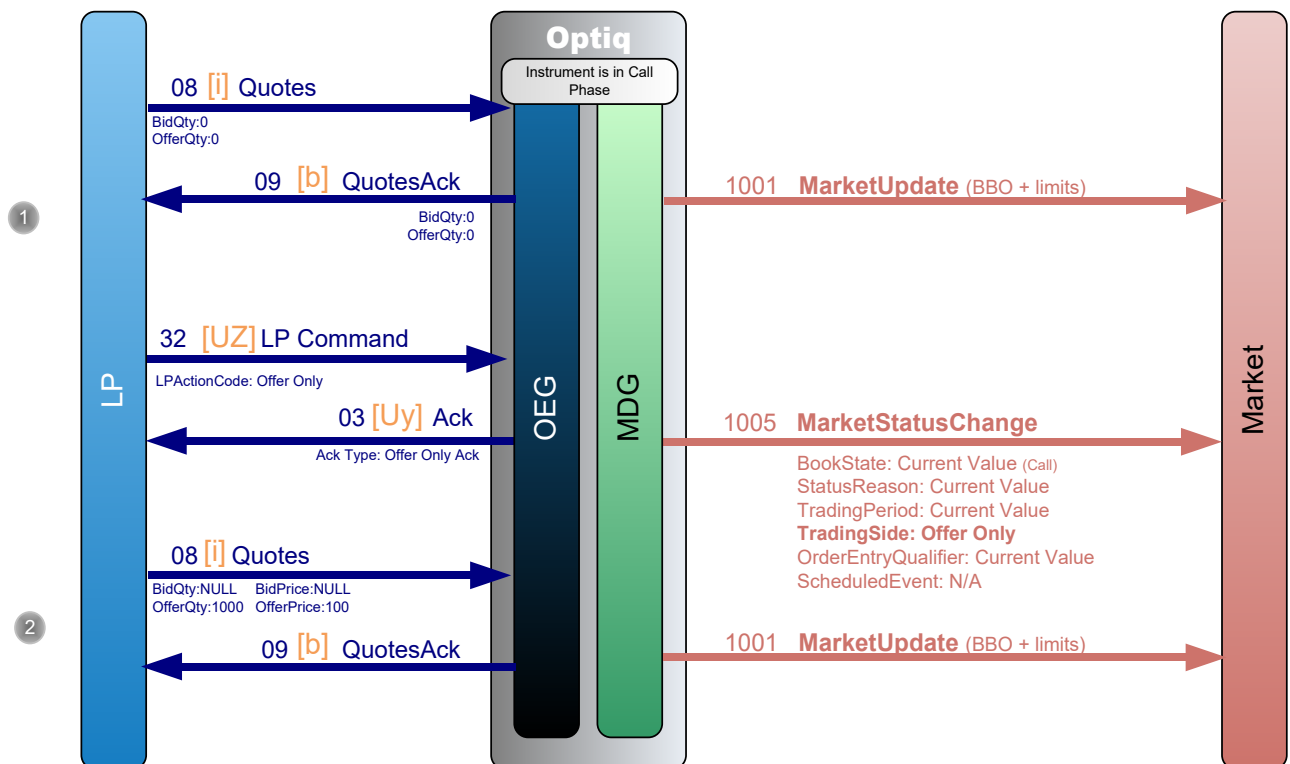 Optiq
Instrument is in Call
Phase
08 [i] Quotes
BidQty:0
OfferQty:0
09 [b] QuotesAck
BidQty:0
OfferQty:0
1001 MarketUpdate (BBO + limits)
1
32 [UZ] LP Command
LPActionCode: Offer Only
03 [Uy] Ack
Ack Type: Offer Only Ack
LP
OEG
MDG
Market
1005 MarketStatusChange
BookState: Current Value (Call)
StatusReason: Current Value
TradingPeriod: Current Value
TradingSide: Offer Only
OrderEntryQualifier: Current Value
ScheduledEvent: N/A
08 [i] Quotes
BidQty:NULL BidPrice:NULL
OfferQty:1000 OfferPrice:100
2
09 [b] QuotesAck
1001 MarketUpdate (BBO + limits)